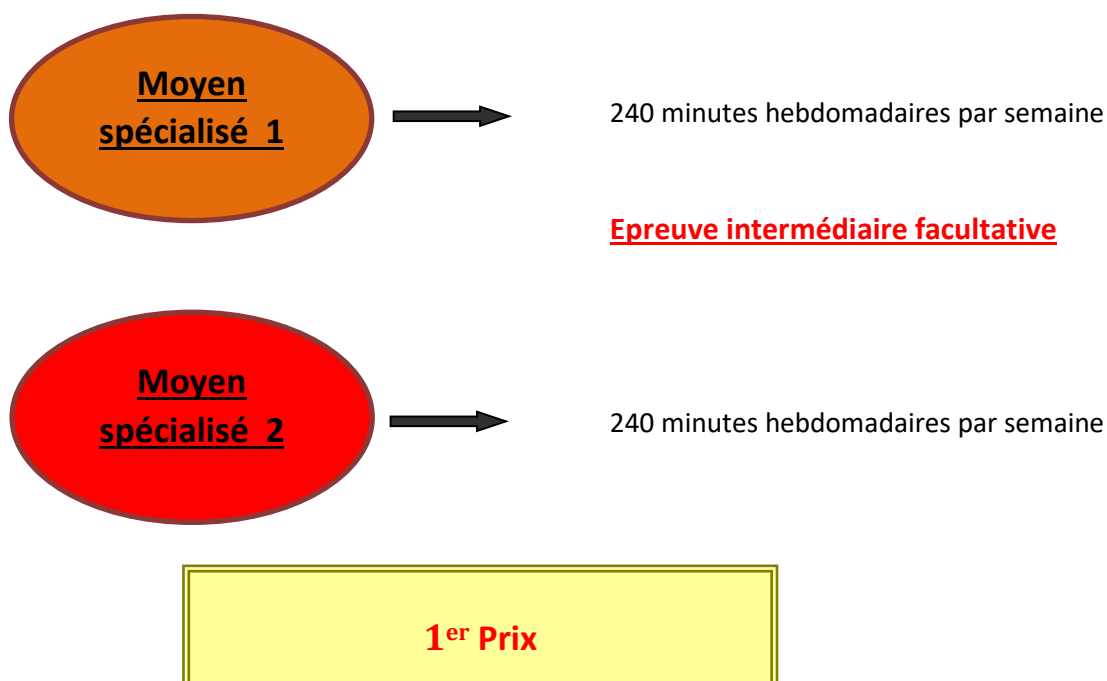 Moyen
spécialisé 1
240 minutes hebdomadaires par semaine
Epreuve intermédiaire facultative
Moyen
spécialisé 2
240 minutes hebdomadaires par semaine
1er Prix